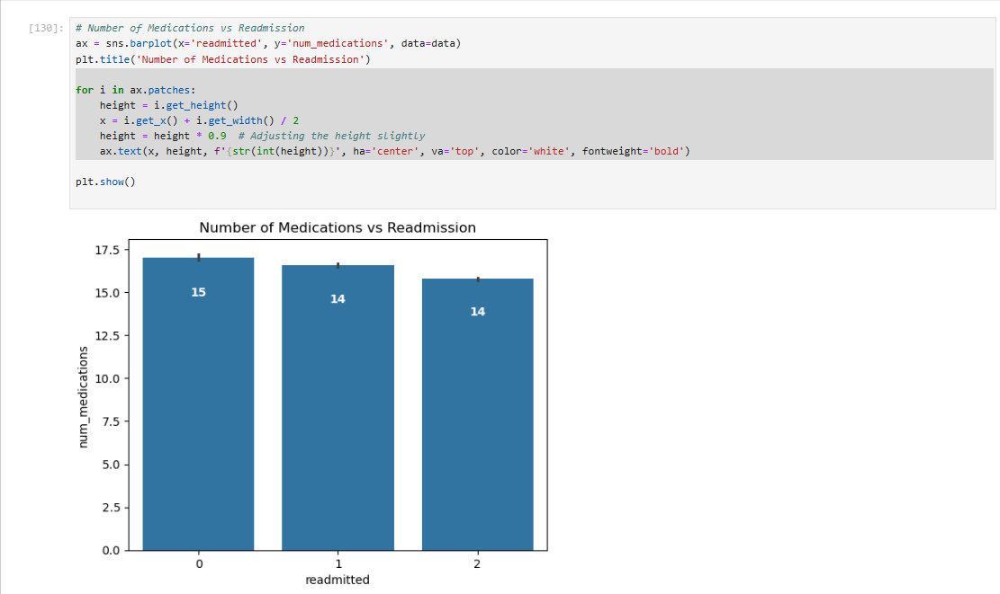 [130]: # Number of Medications vs Readmission
ax = sns.barplot(x='readmitted', y='num_medications', data=data)
plt.title('Number of Medications vs Readmission')
for i in ax.patches:
    height = i.get_height()
    x = i.get_x() + i.get_width() / 2
    height = height * 0.9  # Adjusting the height slightly
    ax.text(x, height, f'{str(int(height))}', ha='center', va='top', color='white', fontweight='bold')
plt.show()
Number of Medications vs Readmission
17.5
15.0
12.5
10.0
7.5
5.0
2.5
0.0
num_medications
15
14
14
0 1 2
readmitted